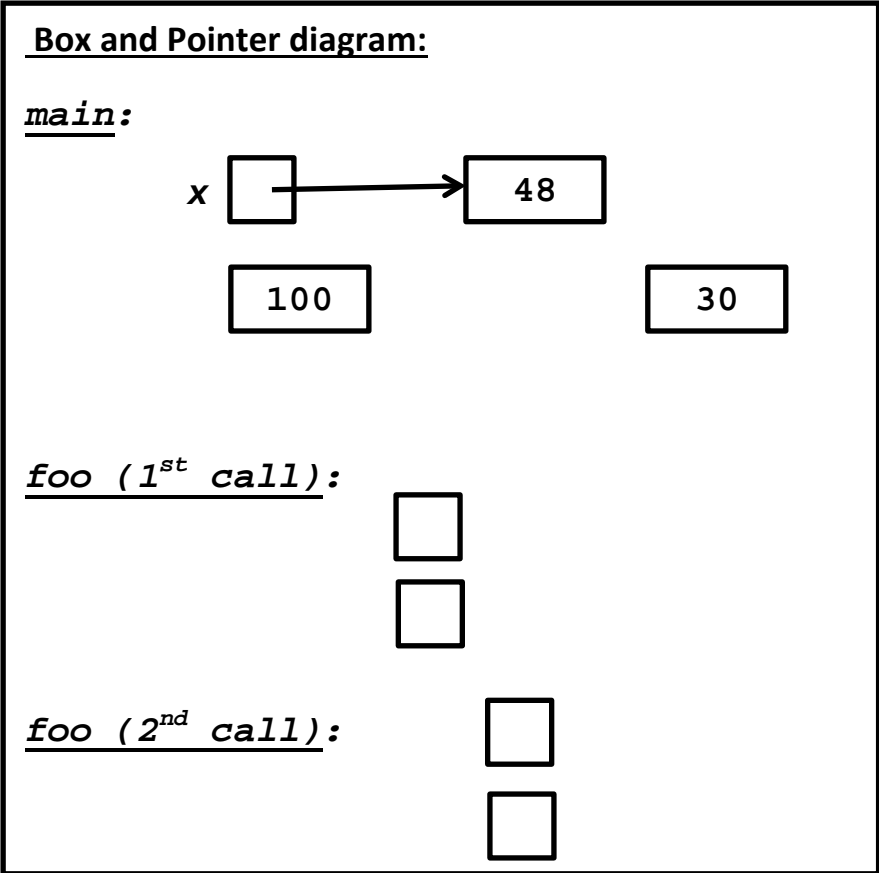 Box and Pointer diagram:
main:
x 48
100 30
foo (1st call):
foo (2nd call):